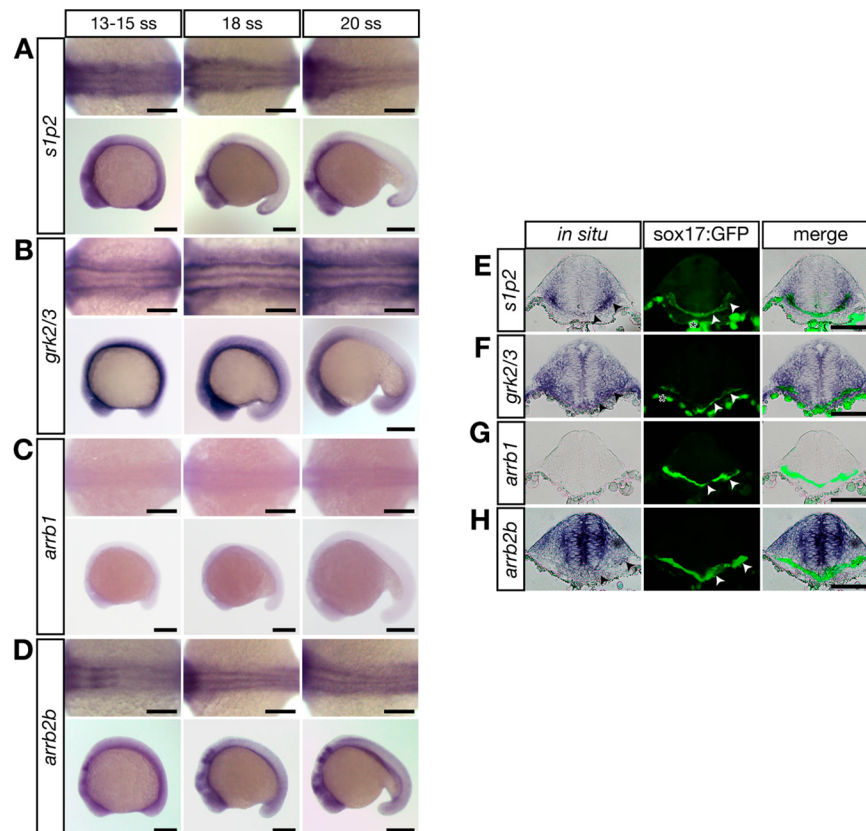 13-15 ss
18 ss
20 ss
A
s1p2
B
grk2/3
C
arrb1
D
arrb2b
in situ
sox17:GFP
merge
E
s1p2
F
grk2/3
G
arrb1
H
arrb2b